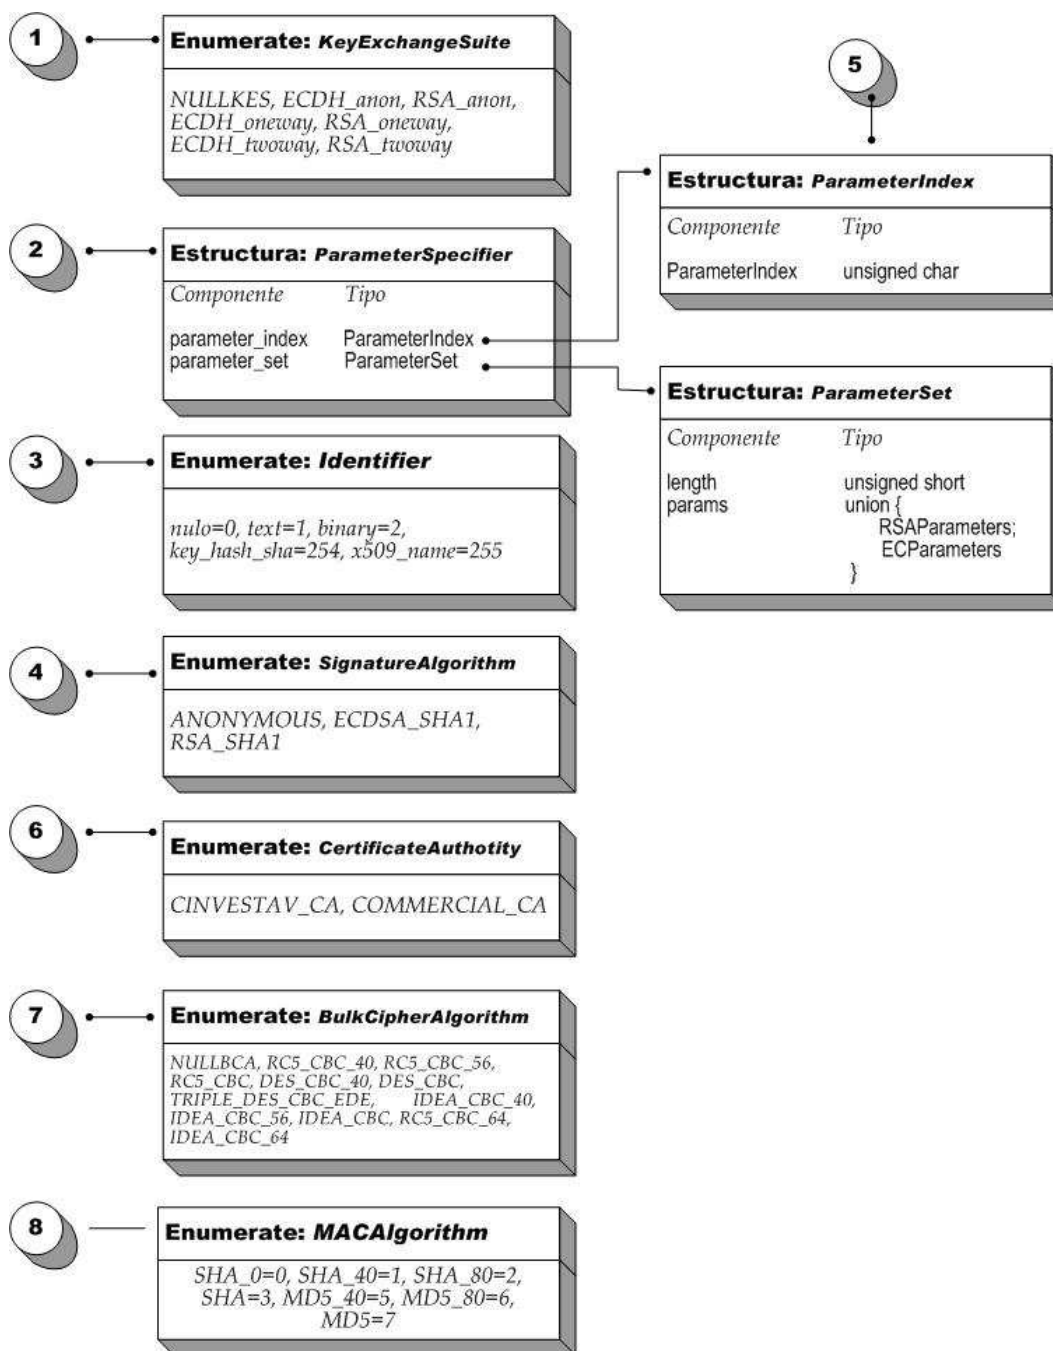 1
Enumerate: KeyExchangeSuite
NULLKES, ECDH_anon, RSA_anon,
ECDH_oneway, RSA_oneway,
ECDH_twoway, RSA_twoway
5
Estructura: ParameterIndex
Componente Tipo
ParameterIndex unsigned char
2
Estructura: ParameterSpecifier
Componente Tipo
parameter_index ParameterIndex
parameter_set ParameterSet
Estructura: ParameterSet
Componente Tipo
length unsigned short
params union {
RSAParameters;
ECParameters
}
3
Enumerate: Identifier
nulo=0, text=1, binary=2,
key_hash_sha=254, x509_name=255
4
Enumerate: SignatureAlgorithm
ANONYMOUS, ECDSA_SHA1,
RSA_SHA1
6
Enumerate: CertificateAuthotity
CINVESTAV_CA, COMMERCIAL_CA
7
Enumerate: BulkCipherAlgorithm
NULLBCA, RC5_CBC_40, RC5_CBC_56,
RC5_CBC, DES_CBC_40, DES_CBC,
TRIPLE_DES_CBC_EDE, IDEA_CBC_40,
IDEA_CBC_56, IDEA_CBC, RC5_CBC_64,
IDEA_CBC_64
8
Enumerate: MACAlgorithm
SHA_0=0, SHA_40=1, SHA_80=2,
SHA=3, MD5_40=5, MD5_80=6,
MD5=7